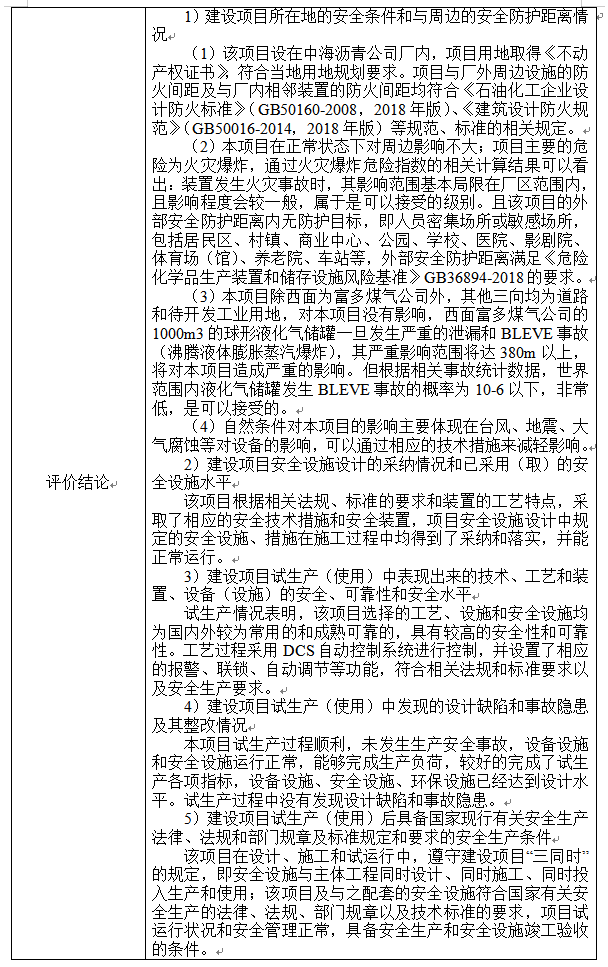 1）建设项目所在地的安全条件和与周边的安全防护距离情
况
（1）该项目设在中海沥青公司厂内，项目用地取得《不动
产权证书》，符合当地用地规划要求。项目与厂外周边设施的防
火间距及与厂内相邻装置的防火间距均符合《石油化工企业设
计防火标准》（GB50160-2008，2018年版）、《建筑设计防火规
范》（GB50016-2014，2018年版）等规范、标准的相关规定。
（2）本项目在正常状态下对周边影响不大；项目主要的危
险为火灾爆炸，通过火灾爆炸危险指数的相关计算结果可以看
出：装置发生火灾事故时，其影响范围基本局限在厂区范围内，
且影响程度会较一般，属于是可以接受的级别。且该项目的外
部安全防护距离内无防护目标，即人员密集场所或敏感场所，
包括居民区、村镇、商业中心、公园、学校、医院、影剧院、
体育场（馆）、养老院、车站等，外部安全防护距离满足《危险
化学品生产装置和储存设施风险基准》GB36894-2018的要求。
（3）本项目除西面为富多煤气公司外，其他三向均为道路
和待开发工业用地，对本项目没有影响，西面富多煤气公司的
1000m3的球形液化气储罐一旦发生严重的泄漏和 BLEVE 事故
（沸腾液体膨胀蒸汽爆炸），其严重影响范围将达 380m 以上，
将对本项目造成严重的影响。但根据相关事故统计数据，世界
范围内液化气储罐发生 BLEVE 事故的概率为 10-6 以下，非常
低，是可以接受的。
（4）自然条件对本项目的影响主要体现在台风、地震、大
气腐蚀等对设备的影响，可以通过相应的技术措施来减轻影响。
评价结论
2）建设项目安全设施设计的采纳情况和已采用（取）的安
全设施水平
该项目根据相关法规、标准的要求和装置的工艺特点，采
取了相应的安全技术措施和安全装置，项目安全设施设计中规
定的安全设施、措施在施工过程中均得到了采纳和落实，并能
正常运行。
3）建设项目试生产（使用）中表现出来的技术、工艺和装
置、设备（设施）的安全、可靠性和安全水平
试生产情况表明，该项目选择的工艺、设施和安全设施均
为国内外较为常用的和成熟可靠的，具有较高的安全性和可靠
性。工艺过程采用 DCS 自动控制系统进行控制，并设置了相应
的报警、联锁、自动调节等功能，符合相关法规和标准要求以
及安全生产要求。
4）建设项目试生产（使用）中发现的设计缺陷和事故隐患
及其整改情况
本项目试生产过程顺利，未发生生产安全事故，设备设施
和安全设施运行正常，能够完成生产负荷，较好的完成了试生
产各项指标，设备设施、安全设施、环保设施已经达到设计水
平。试生产过程中没有发现设计缺陷和事故隐患。
5）建设项目试生产（使用）后具备国家现行有关安全生产
法律、法规和部门规章及标准规定和要求的安全生产条件
该项目在设计、施工和试运行中，遵守建设项目“三同时”
的规定，即安全设施与主体工程同时设计、同时施工、同时投
入生产和使用；该项目及与之配套的安全设施符合国家有关安
全生产的法律、法规、部门规章以及技术标准的要求，项目试
运行状况和安全管理正常，具备安全生产和安全设施竣工验收
的条件。